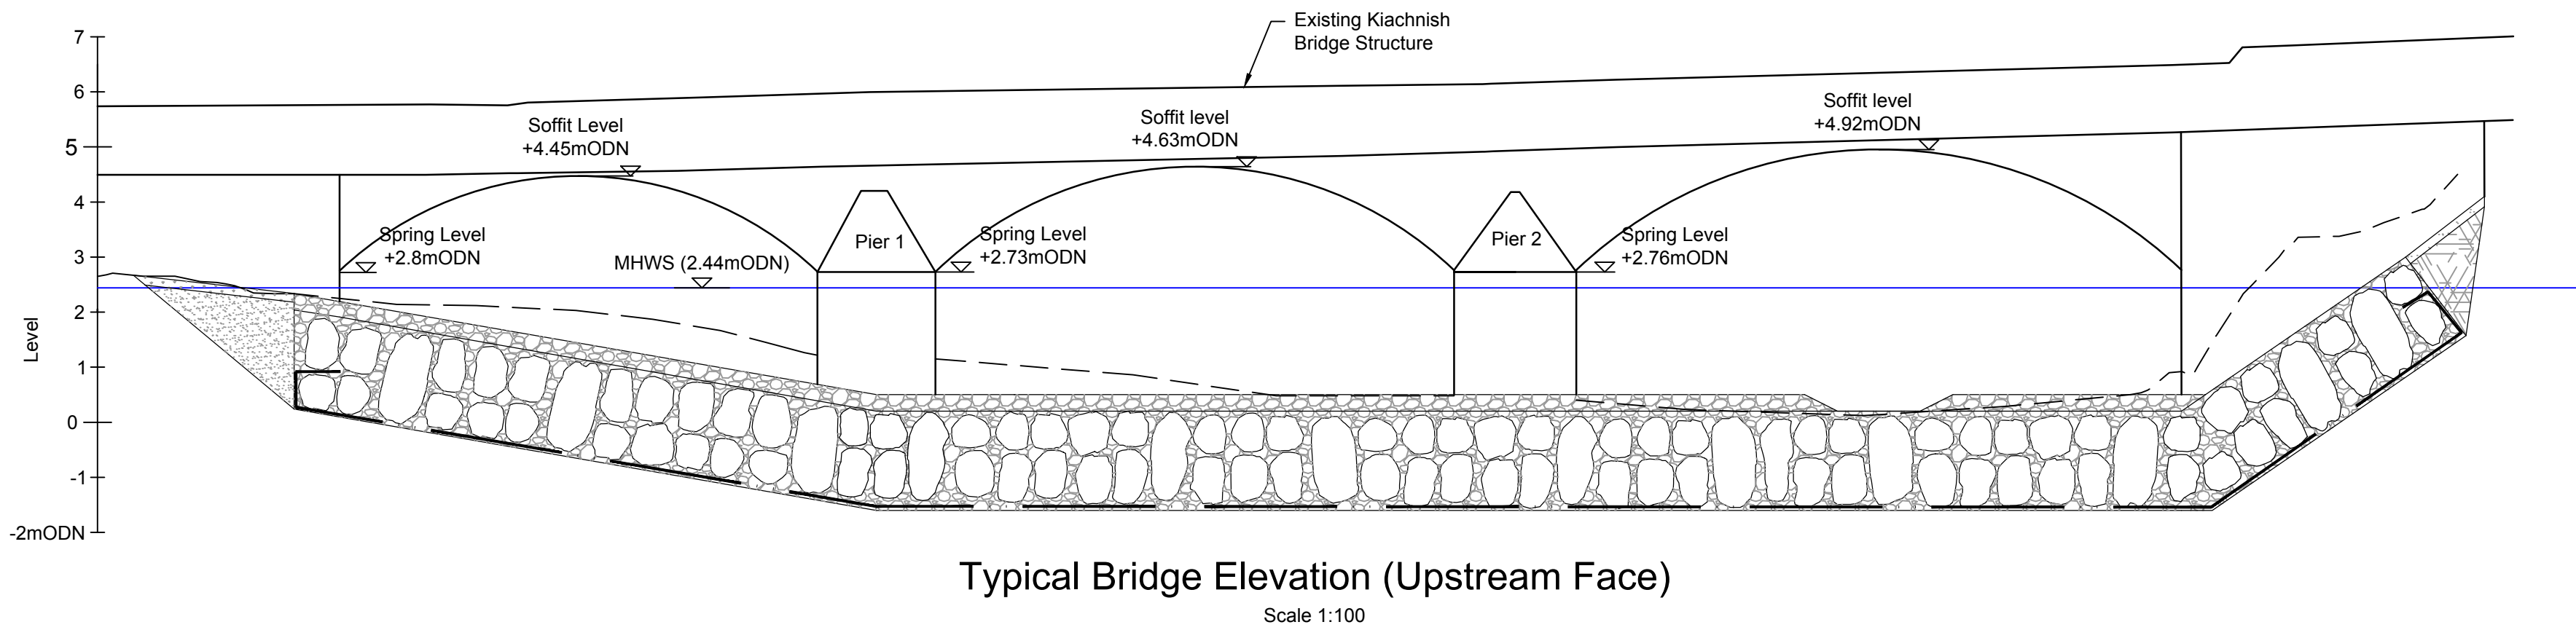 Existing Kiachnish
Bridge Structure
7
6
5
4
3
2
1
0
-1
-2mODN
Level
Soffit Level
+4.45mODN
Soffit level
+4.63mODN
Soffit level
+4.92mODN
Spring Level
+2.8mODN
MHWS (2.44mODN)
Pier 1
Spring Level
+2.73mODN
Pier 2
Spring Level
+2.76mODN
Typical Bridge Elevation (Upstream Face)
Scale 1:100